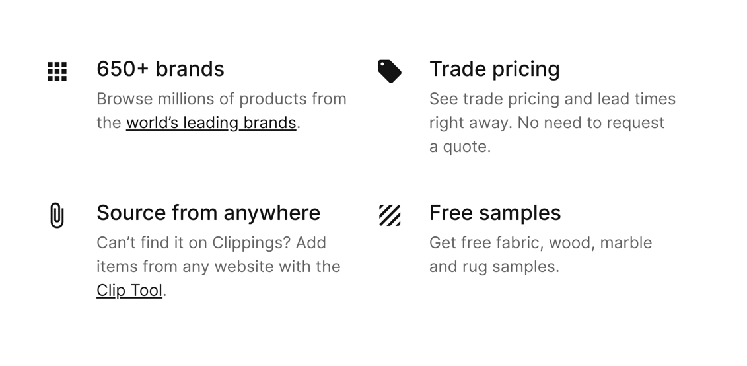 650+ brands
Browse millions of products from
the world's leading brands.
Trade pricing
See trade pricing and lead times
right away. No need to request
a quote.
Source from anywhere
Can't find it on Clippings? Add
items from any website with the
Clip Tool.
Free samples
Get free fabric, wood, marble
and rug samples.